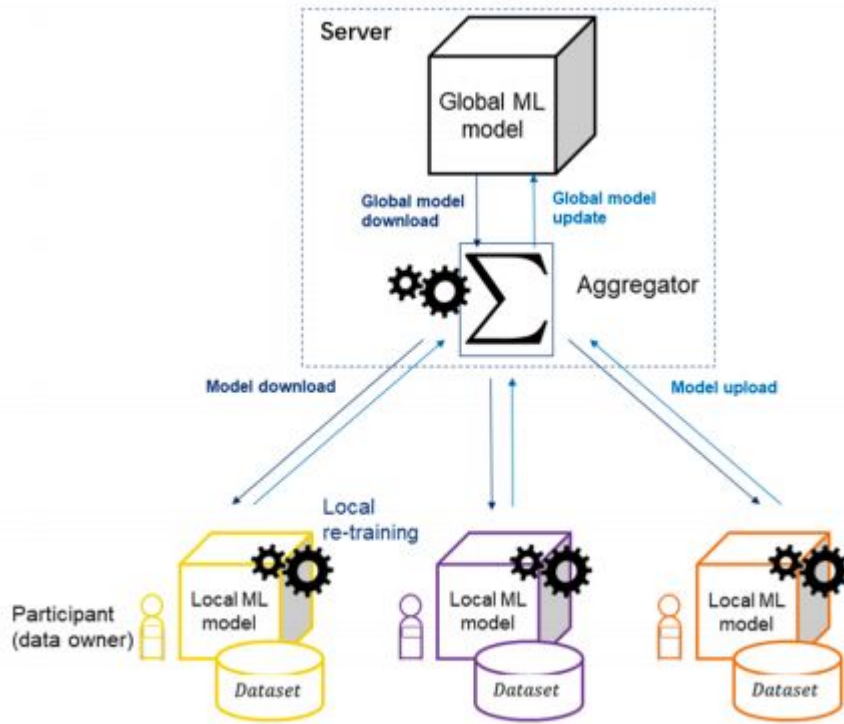 Server
Global ML
model
Global model
download
Global model
update
Σ
Aggregator
Model download
Model upload
Local
re-training
Participant
(data owner)
Local ML
model
Dataset
Local ML
model
Dataset
Local ML
model
Dataset